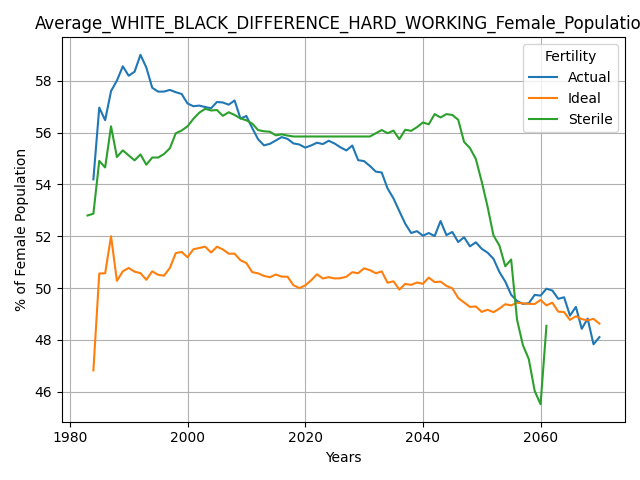 Average_WHITE_BLACK_DIFFERENCE_HARD_WORKING_Female_Populatio
Fertility
Actual
Ideal
Sterile
% of Female Population
58
56
54
52
50
48
46
1980
2000
2020
2040
2060
Years